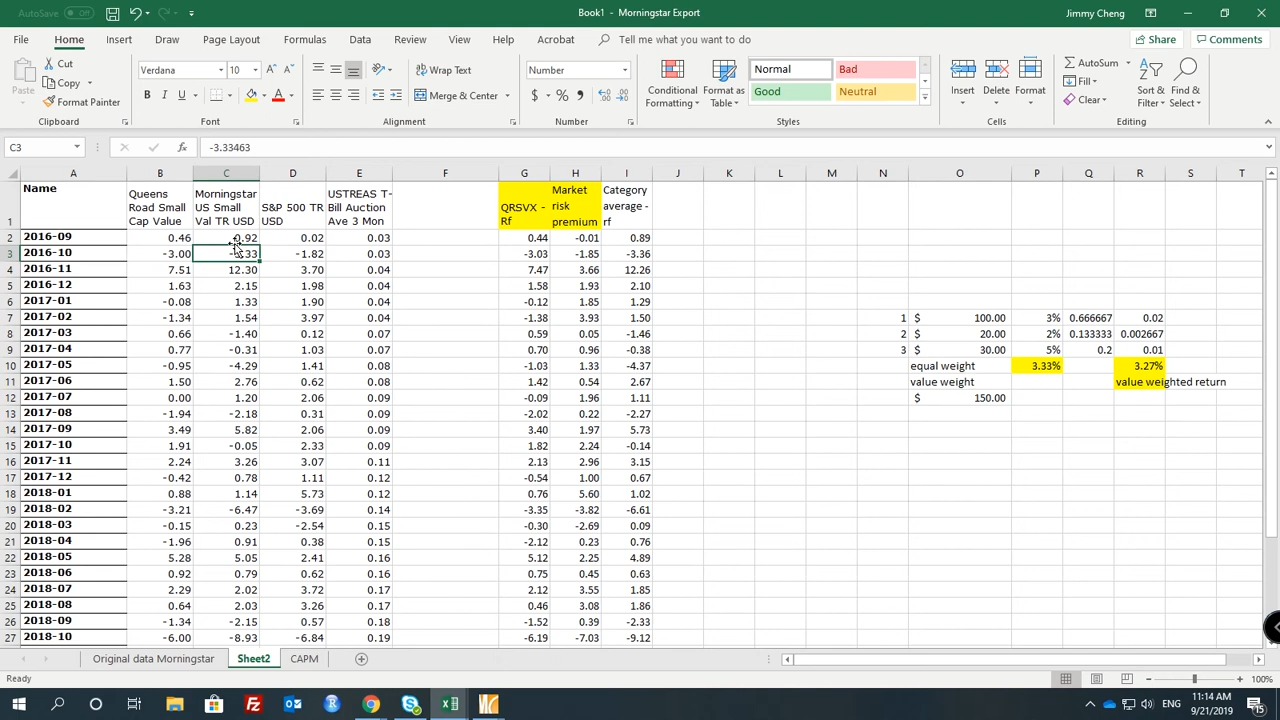 AutoSave Off
Book1 - Morningstar Export
Jimmy Cheng
File Home Insert Draw Page Layout Formulas Data Review View Help Acrobat Tell me what you want to do Share Comments
Paste
Cut
Copy
Format Painter
Verdana 10
B I U
Wrap Text
Merge & Center
Number
$ % ,
Conditional Formatting
Format as Table
Normal Bad
Good Neutral
Insert Delete Format
AutoSum
Fill
Clear
Sort & Filter
Find & Select
Clipboard Font Alignment Number Styles Cells Editing
C3 fx -3.33463
A B C D E F G H I J K L M N O P Q R S T
1 Name Queens Road Small Cap Value Morningstar US Small Val TR USD S&P 500 TR USD USTREAS T-Bill Auction Ave 3 Mon QRSVX - Rf Market risk premium Category average - rf
2 2016-09 0.46 0.92 0.02 0.03 0.44 -0.01 0.89
3 2016-10 -3.00 -3.33 -1.82 0.03 -3.03 -1.85 -3.36
4 2016-11 7.51 12.30 3.70 0.04 7.47 3.66 12.26
5 2016-12 1.63 2.15 1.98 0.04 1.58 1.93 2.10
6 2017-01 -0.08 1.33 1.90 0.04 -0.12 1.85 1.29
7 2017-02 -1.34 1.54 3.97 0.04 -1.38 3.93 1.50 1 $ 100.00 3% 0.666667 0.02
8 2017-03 0.66 -1.40 0.12 0.07 0.59 0.05 -1.46 2 $ 20.00 2% 0.133333 0.002667
9 2017-04 0.77 -0.31 1.03 0.07 0.70 0.96 -0.38 3 $ 30.00 5% 0.2 0.01
10 2017-05 -0.95 -4.29 1.41 0.08 -1.03 1.33 -4.37 equal weight 3.33% 3.27%
11 2017-06 1.50 2.76 0.62 0.08 1.42 0.54 2.67 value weight value weighted return
12 2017-07 0.00 1.20 2.06 0.09 -0.09 1.96 1.11 $ 150.00
13 2017-08 -1.94 -2.18 0.31 0.09 -2.02 0.22 -2.27
14 2017-09 3.49 5.82 2.06 0.09 3.40 1.97 5.73
15 2017-10 1.91 -0.05 2.33 0.09 1.82 2.24 -0.14
16 2017-11 2.24 3.26 3.07 0.11 2.13 2.96 3.15
17 2017-12 -0.42 0.78 1.11 0.12 -0.54 1.00 0.67
18 2018-01 0.88 1.14 5.73 0.12 0.76 5.60 1.02
19 2018-02 -3.21 -6.47 -3.69 0.14 -3.35 -3.82 -6.61
20 2018-03 -0.15 0.23 -2.54 0.15 -0.30 -2.69 0.09
21 2018-04 -1.96 0.91 0.38 0.15 -2.12 0.23 0.76
22 2018-05 5.28 5.05 2.41 0.16 5.12 2.25 4.89
23 2018-06 0.92 0.79 0.62 0.16 0.75 0.45 0.63
24 2018-07 2.29 2.02 3.72 0.17 2.12 3.55 1.85
25 2018-08 0.64 2.03 3.26 0.17 0.46 3.08 1.86
26 2018-09 -1.34 -2.15 0.57 0.18 -1.52 0.39 -2.33
27 2018-10 -6.00 -8.93 -6.84 0.19 -6.19 -7.03 -9.12
Original data Morningstar Sheet2 CAPM
Ready 100%
11:14 AM
9/21/2019